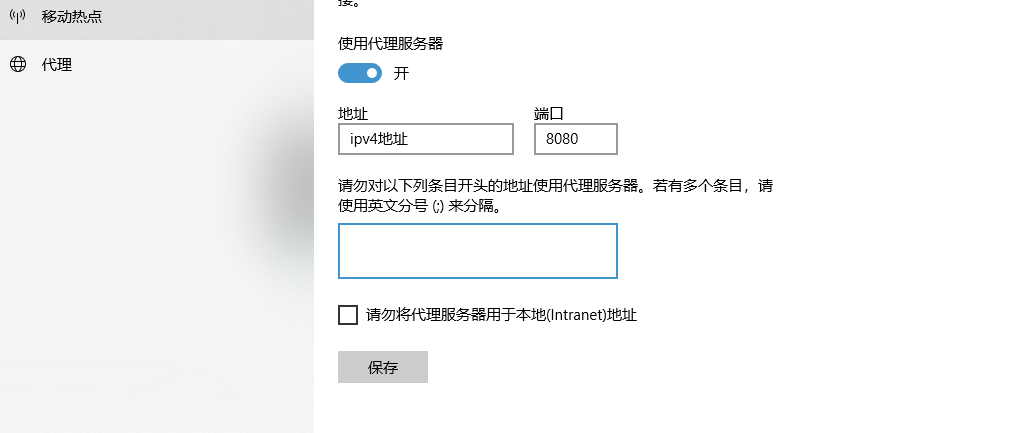 移动热点
代理
接。
使用代理服务器
开
地址
端口
ipv4地址
8080
请勿对以下列条目开头的地址使用代理服务器。若有多个条目，请
使用英文分号 (;) 来分隔。
请勿将代理服务器用于本地(Intranet)地址
保存